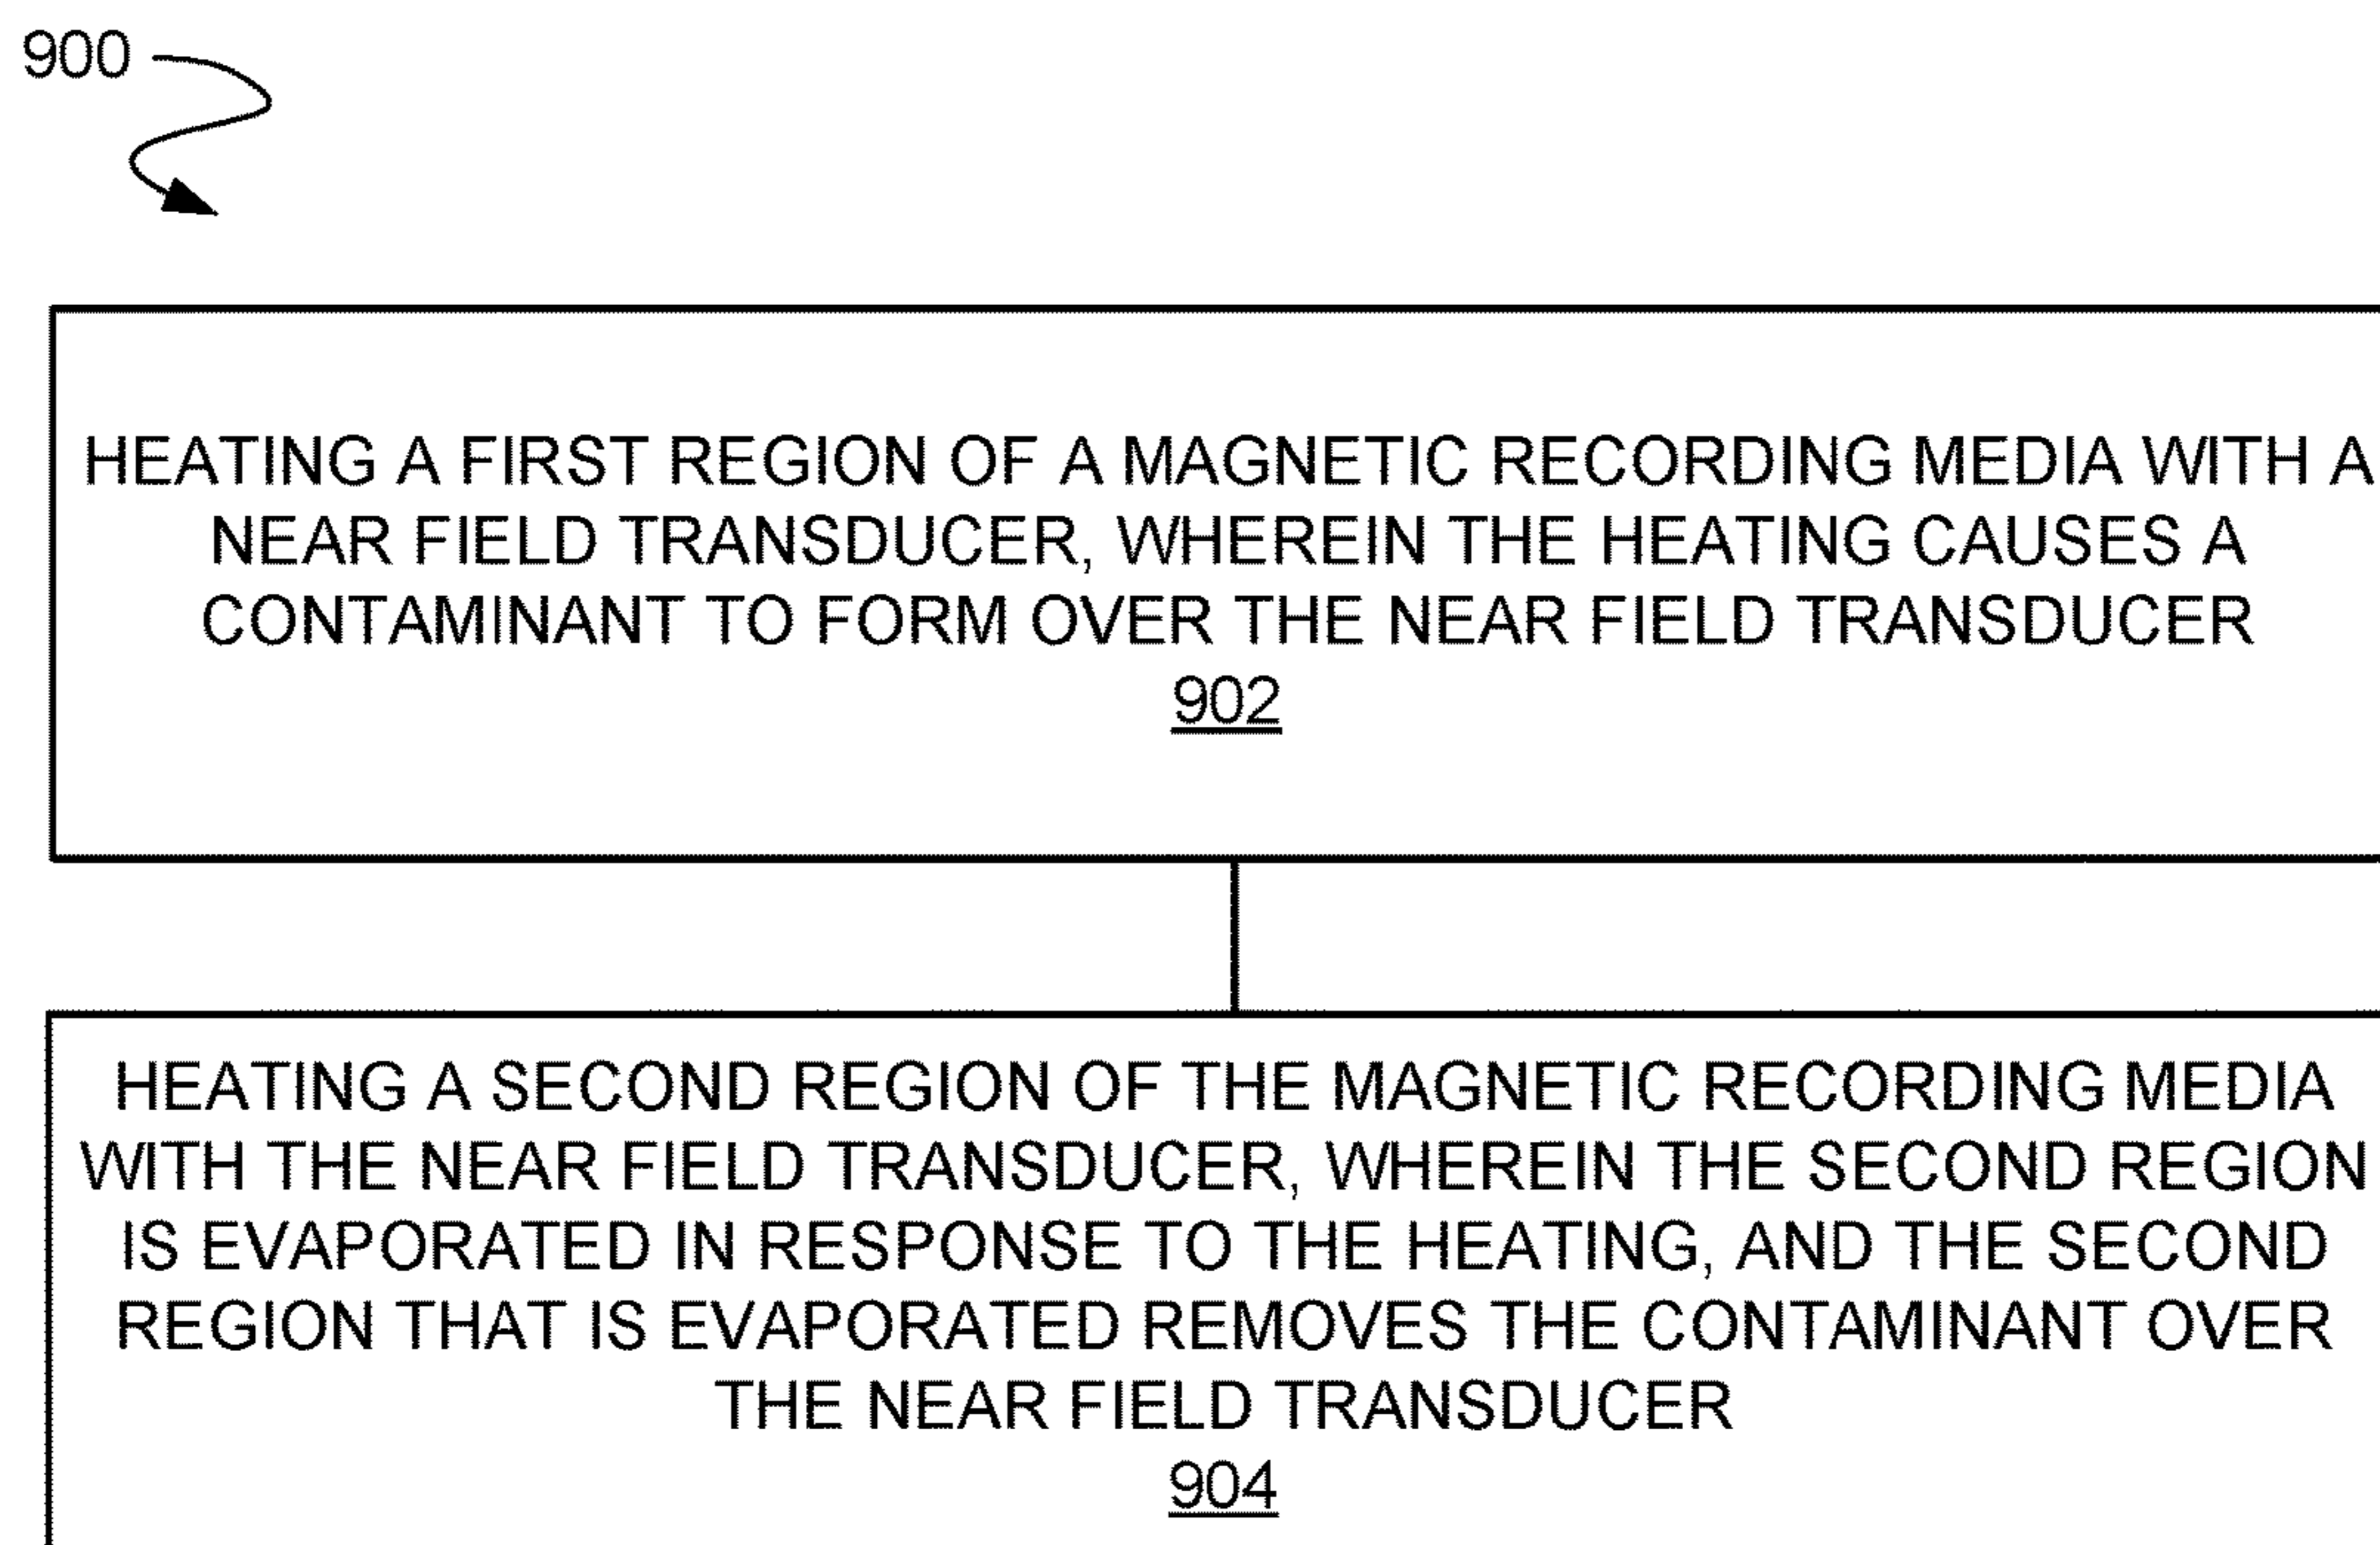 900
HEATING A FIRST REGION OF A MAGNETIC RECORDING MEDIA WITH A
NEAR FIELD TRANSDUCER, WHEREIN THE HEATING CAUSES A
CONTAMINANT TO FORM OVER THE NEAR FIELD TRANSDUCER
902
HEATING A SECOND REGION OF THE MAGNETIC RECORDING MEDIA
WITH THE NEAR FIELD TRANSDUCER, WHEREIN THE SECOND REGION
IS EVAPORATED IN RESPONSE TO THE HEATING, AND THE SECOND
REGION THAT IS EVAPORATED REMOVES THE CONTAMINANT OVER
THE NEAR FIELD TRANSDUCER
904